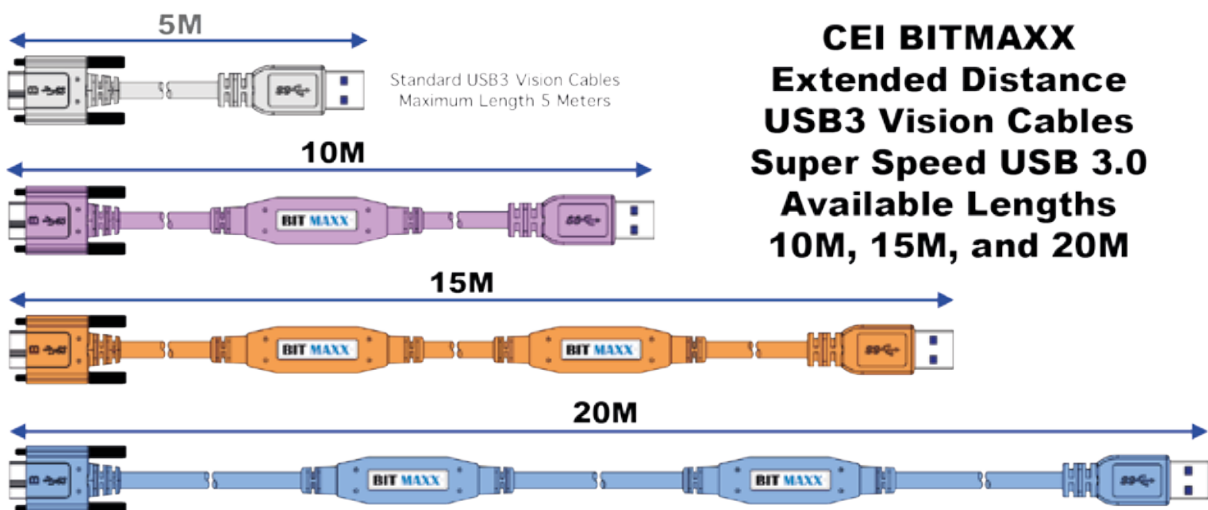 5M
Standard USB3 Vision Cables
Maximum Length 5 Meters
CEI BITMAXX
Extended Distance
USB3 Vision Cables
Super Speed USB 3.0
Available Lengths
10M, 15M, and 20M
10M
BIT MAXX
15M
BIT MAXX
BIT MAXX
20M
BIT MAXX
BIT MAXX